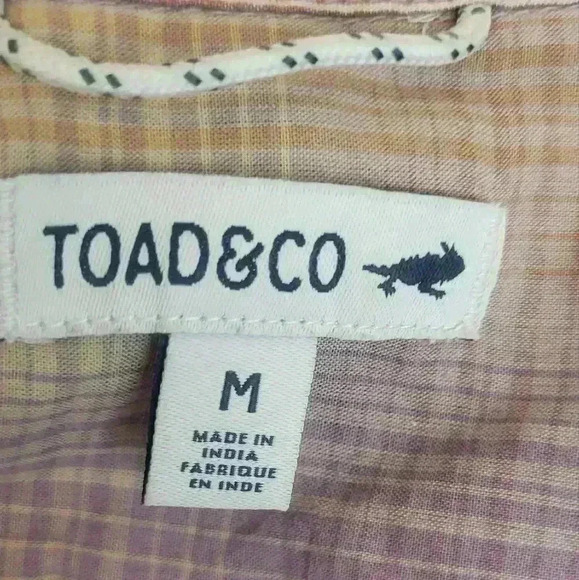 TOAD&CO
M
MADE IN
INDIA
FABRIQUE
EN INDE